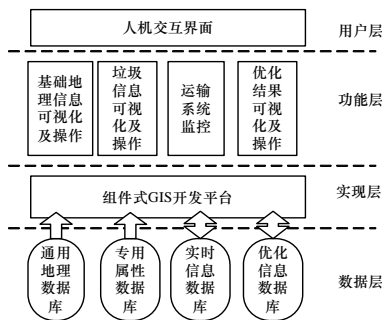 人机交互界面
用户层
基础地
理信息
可视化
及操作
垃圾
信息
可视
化及
操作
运输
系统
监控
优化
结果
可视
化及
操作
功能层
组件式GIS开发平台
实现层
通用
地理
数据
库
专用
属性
数据
库
实时
信息
数据
库
优化
信息
数据
库
数据层